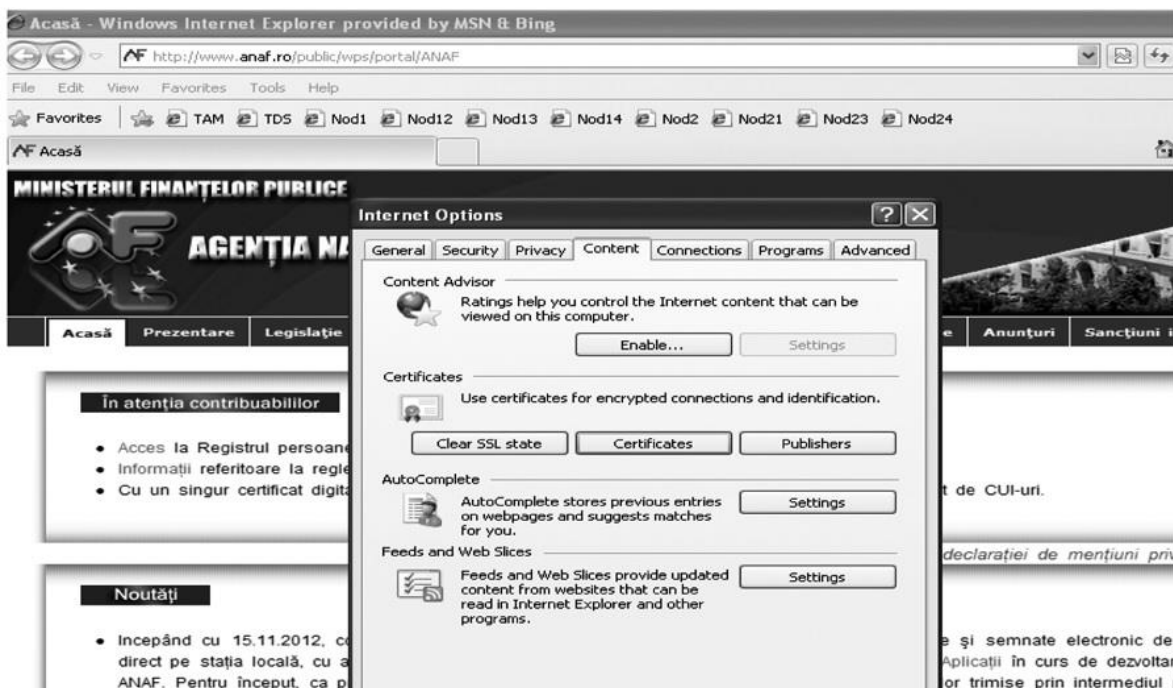 Acasă - Windows Internet Explorer provided by MSN & Bing
http://www.anaf.ro/public/wps/portal/ANAF
File Edit View Favorites Tools Help
Favorites TAM TDS Nod1 Nod12 Nod13 Nod14 Nod2 Nod21 Nod23 Nod24
Acasă
MINISTERUL FINANȚELOR PUBLICE
AGENȚIA NA
Acasă Prezentare Legislație
e Anunțuri Sancțiuni i
Internet Options
General Security Privacy Content Connections Programs Advanced
Content Advisor
Ratings help you control the Internet content that can be
viewed on this computer.
Enable... Settings
Certificates
Use certificates for encrypted connections and identification.
Clear SSL state Certificates Publishers
AutoComplete
AutoComplete stores previous entries
on webpages and suggests matches
for you.
Settings
Feeds and Web Slices
Feeds and Web Slices provide updated
content from websites that can be
read in Internet Explorer and other
programs.
Settings
În atenția contribuabililor
Acces la Registrul persoane
Informații referitoare la regle
Cu un singur certificat digita
t de CUI-uri.
declarației de mențiuni priv
Noutăți
Incepând cu 15.11.2012, co
e și semnate electronic de
direct pe stația locală, cu a
Aplicații în curs de dezvoltar
ANAF. Pentru început, ca p
or trimise prin intermediul